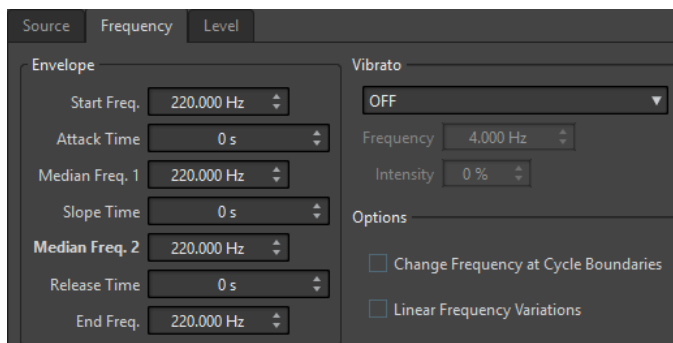 Source Frequency Level
Envelope
Start Freq. 220.000 Hz
Attack Time 0 s
Median Freq. 1 220.000 Hz
Slope Time 0 s
Median Freq. 2 220.000 Hz
Release Time 0 s
End Freq. 220.000 Hz
Vibrato
OFF
Frequency 4.000 Hz
Intensity 0 %
Options
Change Frequency at Cycle Boundaries
Linear Frequency Variations